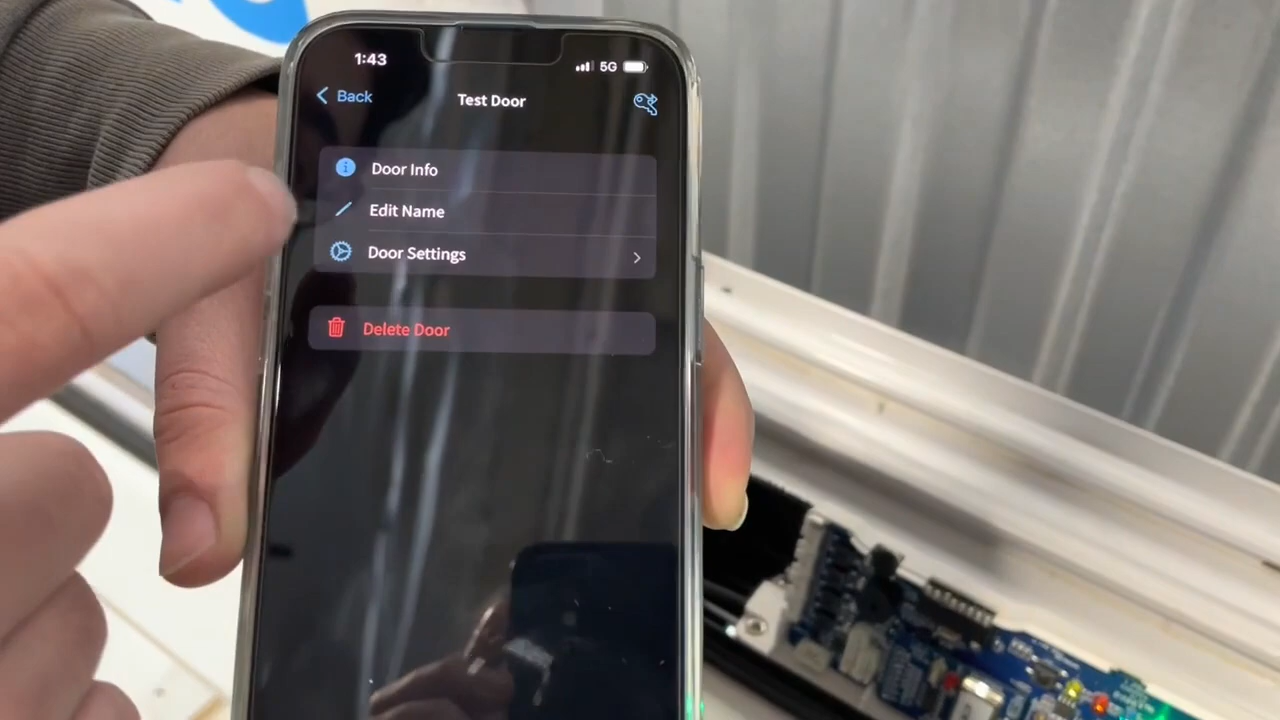 1:43
5G
Back
Test Door
Door Info
Edit Name
Door Settings
Delete Door